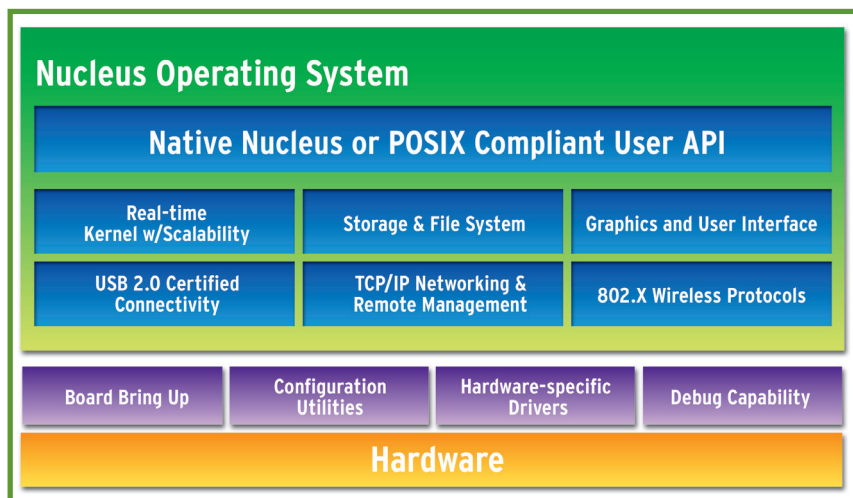 Nucleus Operating System
Native Nucleus or POSIX Compliant User API
Real-time
Kernel w/Scalability
Storage & File System
Graphics and User Interface
USB 2.0 Certified
Connectivity
TCP/IP Networking &
Remote Management
802.X Wireless Protocols
Board Bring Up
Configuration
Utilities
Hardware-specific
Drivers
Debug Capability
Hardware